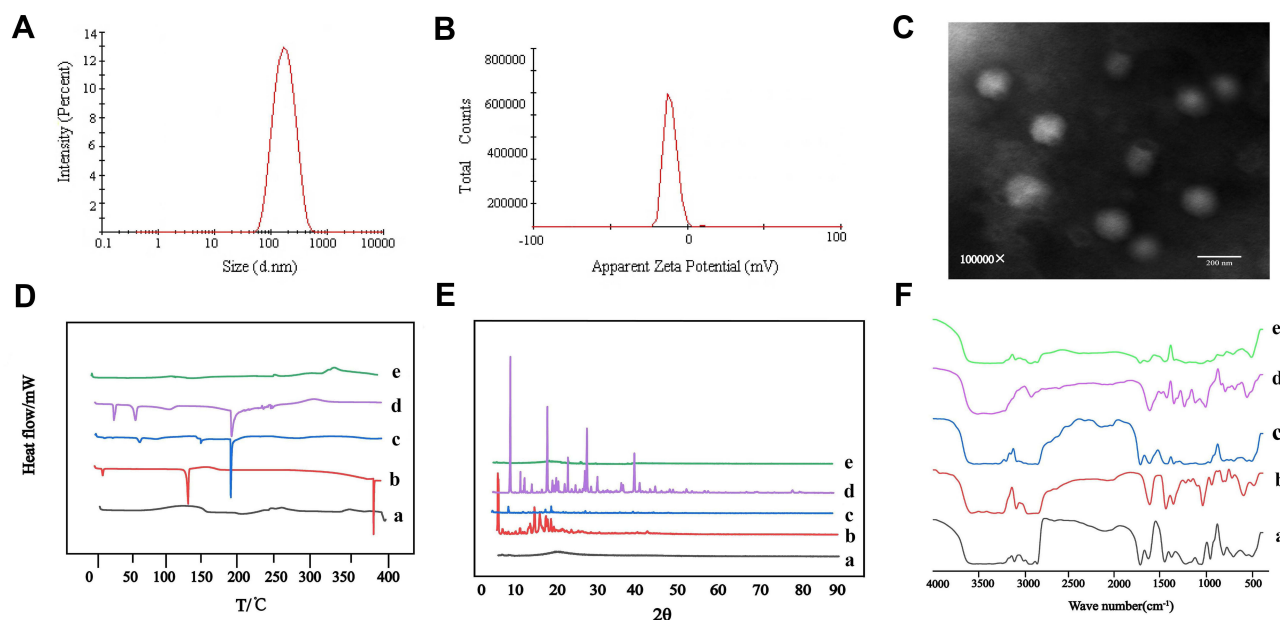 A
14
12
10
8
6
4
2
0.1
1
10
100
1000
10000
Intensity (Percent)
Size (d.nm)
B
800000
600000
400000
200000
-100
0
100
Total Counts
Apparent Zeta Potential (mV)
C
100000×
200 nm
D
e
d
c
b
a
0
50
100
150
200
300
350
400
Heat flow/mW
T/℃
E
e
d
c
b
a
0
10
20
30
40
50
60
70
80
90
2θ
F
e
d
c
b
a
4000
3500
3000
2500
2000
1500
1000
500
Wave number(cm⁻¹)